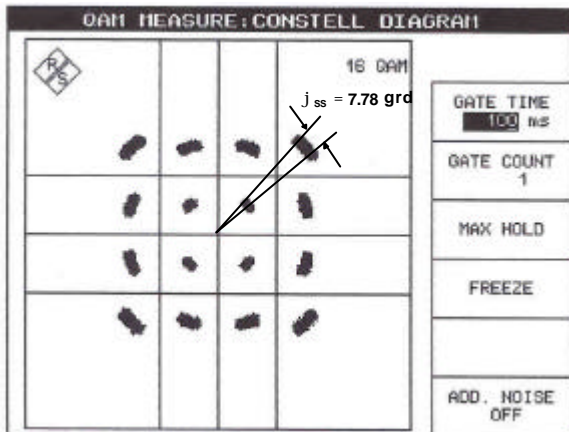 QAM MEASURE:CONSTELL DIAGRAM
R/S
16 QAM
j ss = 7.78 grd
GATE TIME
100 ms
GATE COUNT
1
MAX HOLD
FREEZE
ADD. NOISE
OFF